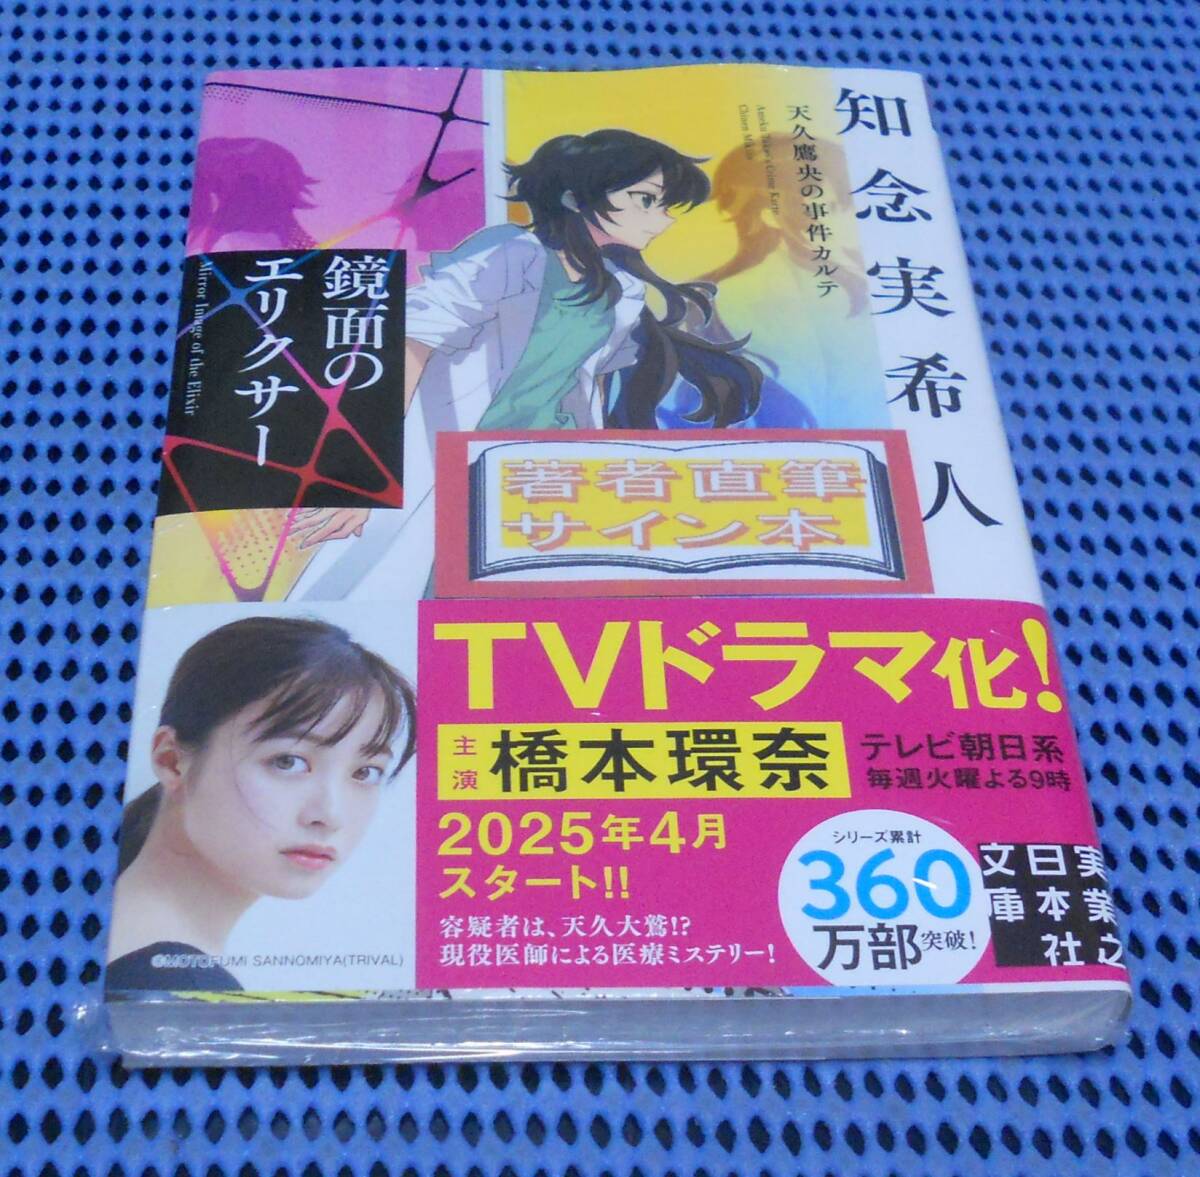 知念実希人
天久鷹央の事件カルテ
Ameku Takao's Crime Karte
Chinen Mikito
鏡面の
エリクサー
Mirror Image of the Elixir
著者直筆
サイン本
TVドラマ化!
主演 橋本環奈
テレビ朝日系
毎週火曜よる9時
2025年4月
スタート!!
容疑者は、天久大鷲!?
現役医師による医療ミステリー!
シリーズ累計
360
万部突破!
実業之
日本社
文庫
©MOTOFUMI SANNOMIYA(TRIVAL)